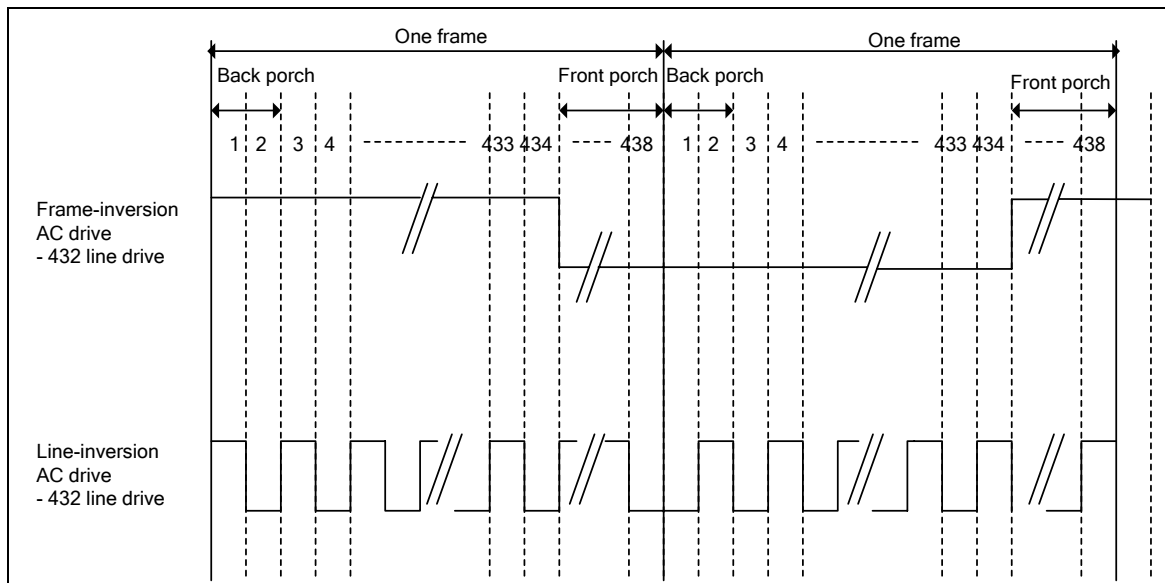 One frame One frame
Back porch Front porch Back porch Front porch
1 2 3 4 433 434 438 1 2 3 4 433 434 438
Frame-inversion
AC drive
- 432 line drive
Line-inversion
AC drive
- 432 line drive